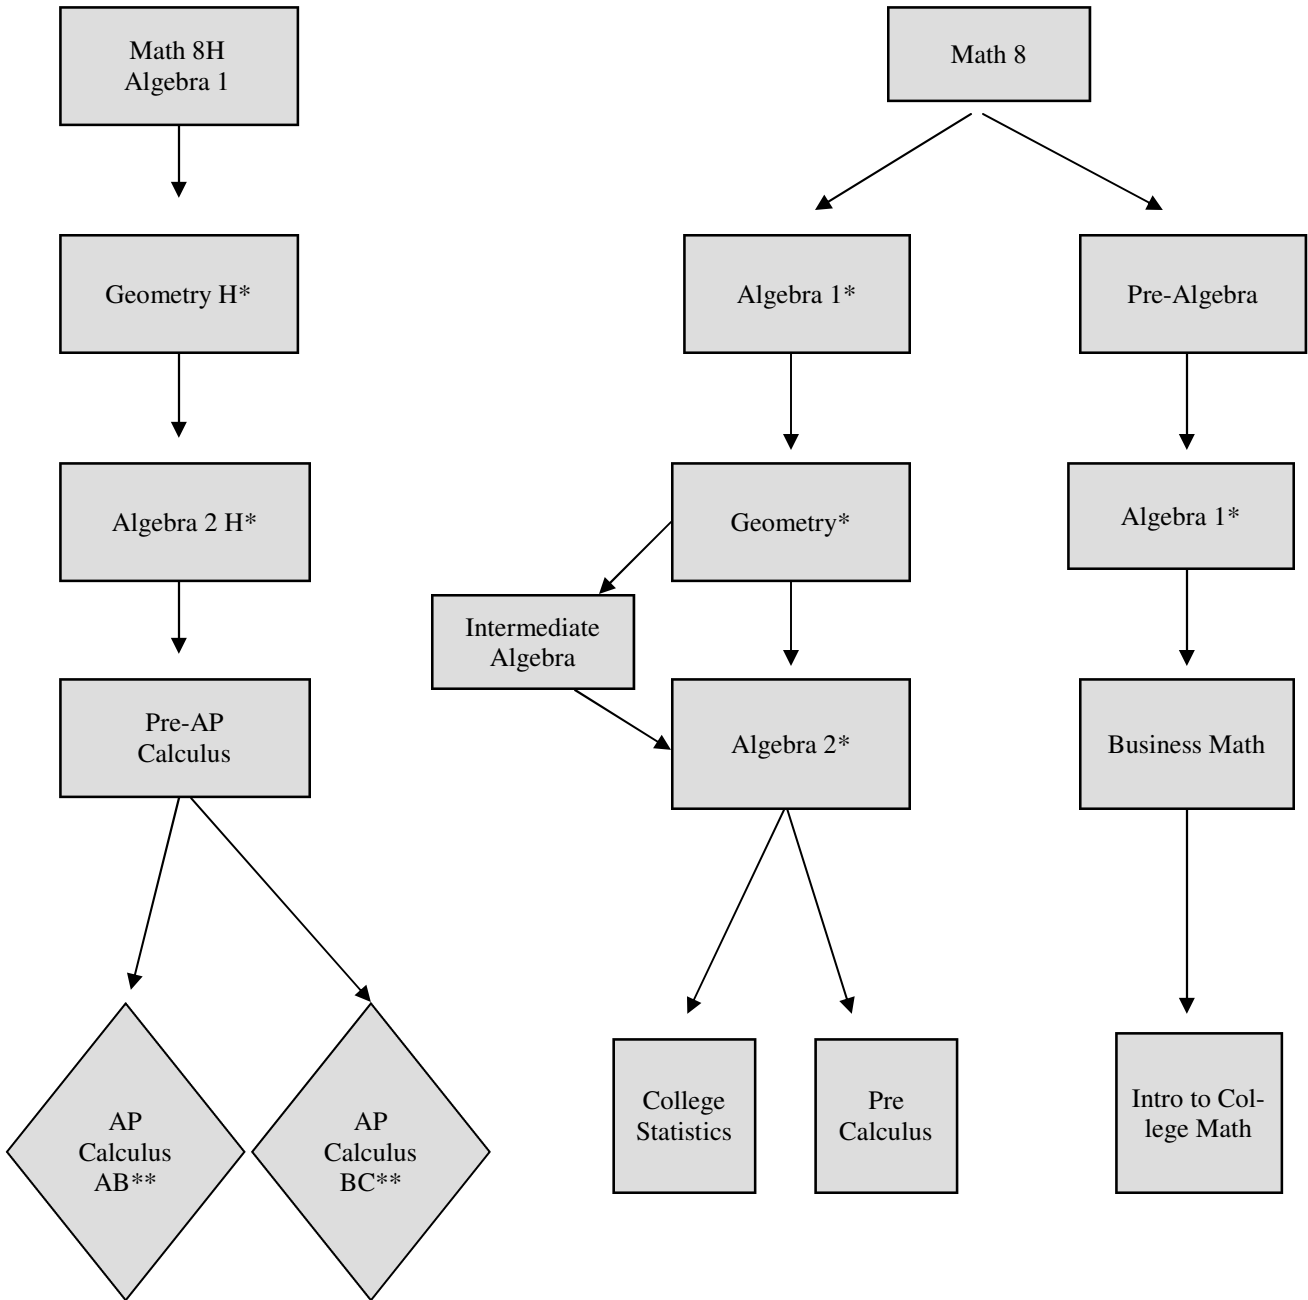 Math 8H
Algebra 1
Math 8
Geometry H*
Algebra 1*
Pre-Algebra
Algebra 2 H*
Geometry*
Algebra 1*
Intermediate
Algebra
Pre-AP
Calculus
Algebra 2*
Business Math
AP
Calculus
AB**
AP
Calculus
BC**
College
Statistics
Pre
Calculus
Intro to Col-
lege Math